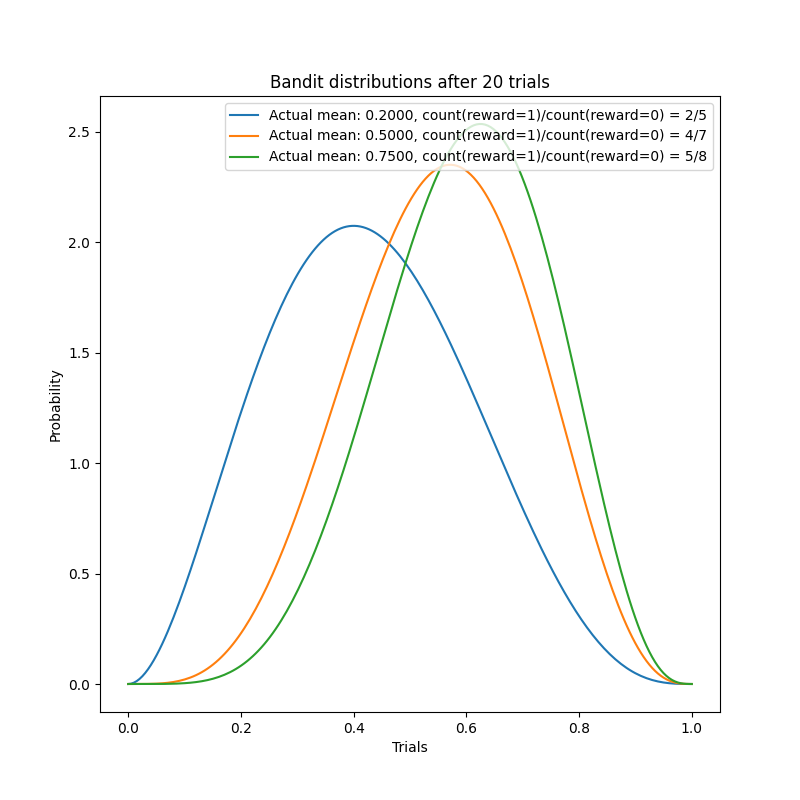 Bandit distributions after 20 trials
Actual mean: 0.2000, count(reward=1)/count(reward=0) = 2/5
Actual mean: 0.5000, count(reward=1)/count(reward=0) = 4/7
Actual mean: 0.7500, count(reward=1)/count(reward=0) = 5/8
Probability
2.5
2.0
1.5
1.0
0.5
0.0
0.0 0.2 0.4 0.6 0.8 1.0
Trials